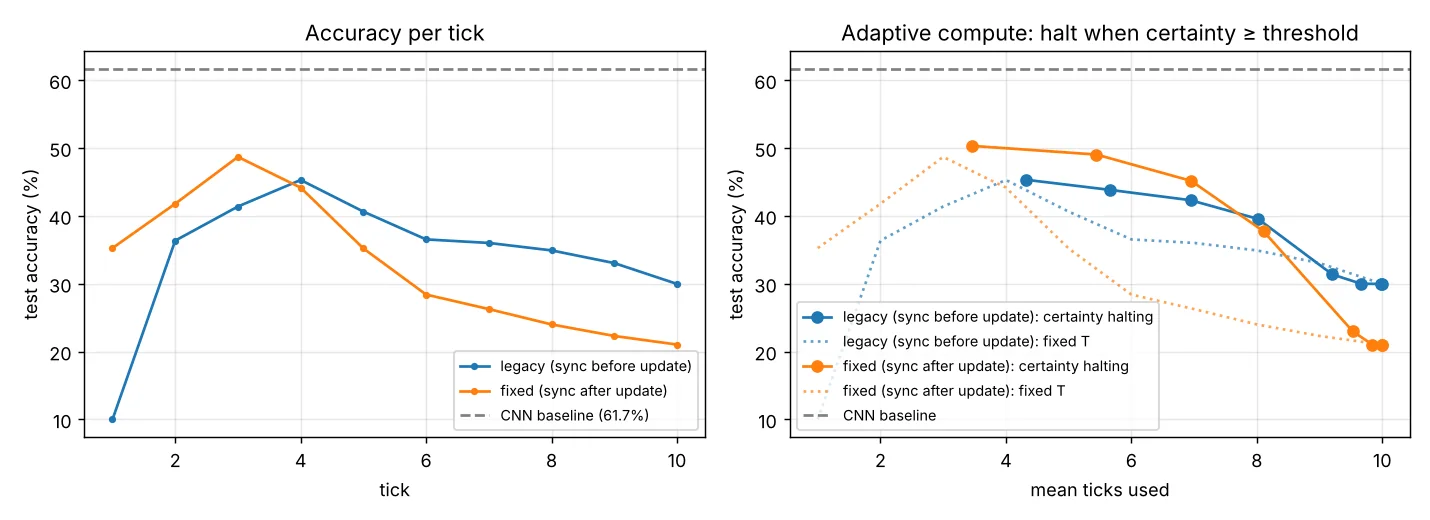 Accuracy per tick
test accuracy (%)
60
50
40
30
20
10
legacy (sync before update)
fixed (sync after update)
CNN baseline (61.7%)
2
4
6
8
10
tick
Adaptive compute: halt when certainty ≥ threshold
test accuracy (%)
60
50
40
30
20
10
legacy (sync before update): certainty halting
legacy (sync before update): fixed T
fixed (sync after update): certainty halting
fixed (sync after update): fixed T
CNN baseline
2
4
6
8
10
mean ticks used